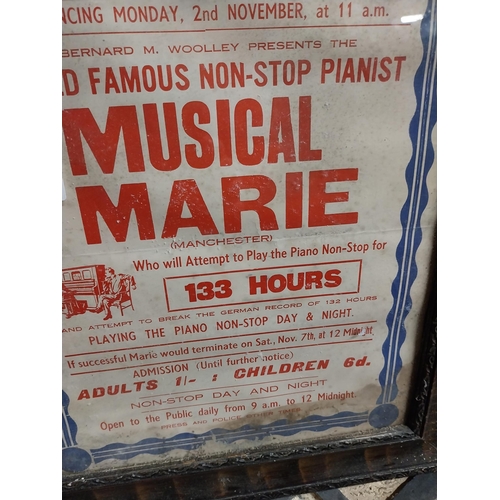 NCING MONDAY, 2nd NOVEMBER, at 11 a.m.
BERNARD M. WOOLLEY PRESENTS THE
D FAMOUS NON-STOP PIANIST
MUSICAL
MARIE
(MANCHESTER)
Who will Attempt to Play the Piano Non-Stop for
133 HOURS
AND ATTEMPT TO BREAK THE GERMAN RECORD OF 132 HOURS
PLAYING THE PIANO NON-STOP DAY & NIGHT.
If successful Marie would terminate on Sat., Nov. 7th, at 12 Midnight.
ADMISSION (Until further notice)
ADULTS 1/- : CHILDREN 6d.
NON-STOP DAY AND NIGHT
Open to the Public daily from 9 a.m. to 12 Midnight.
PRESS AND POLICE